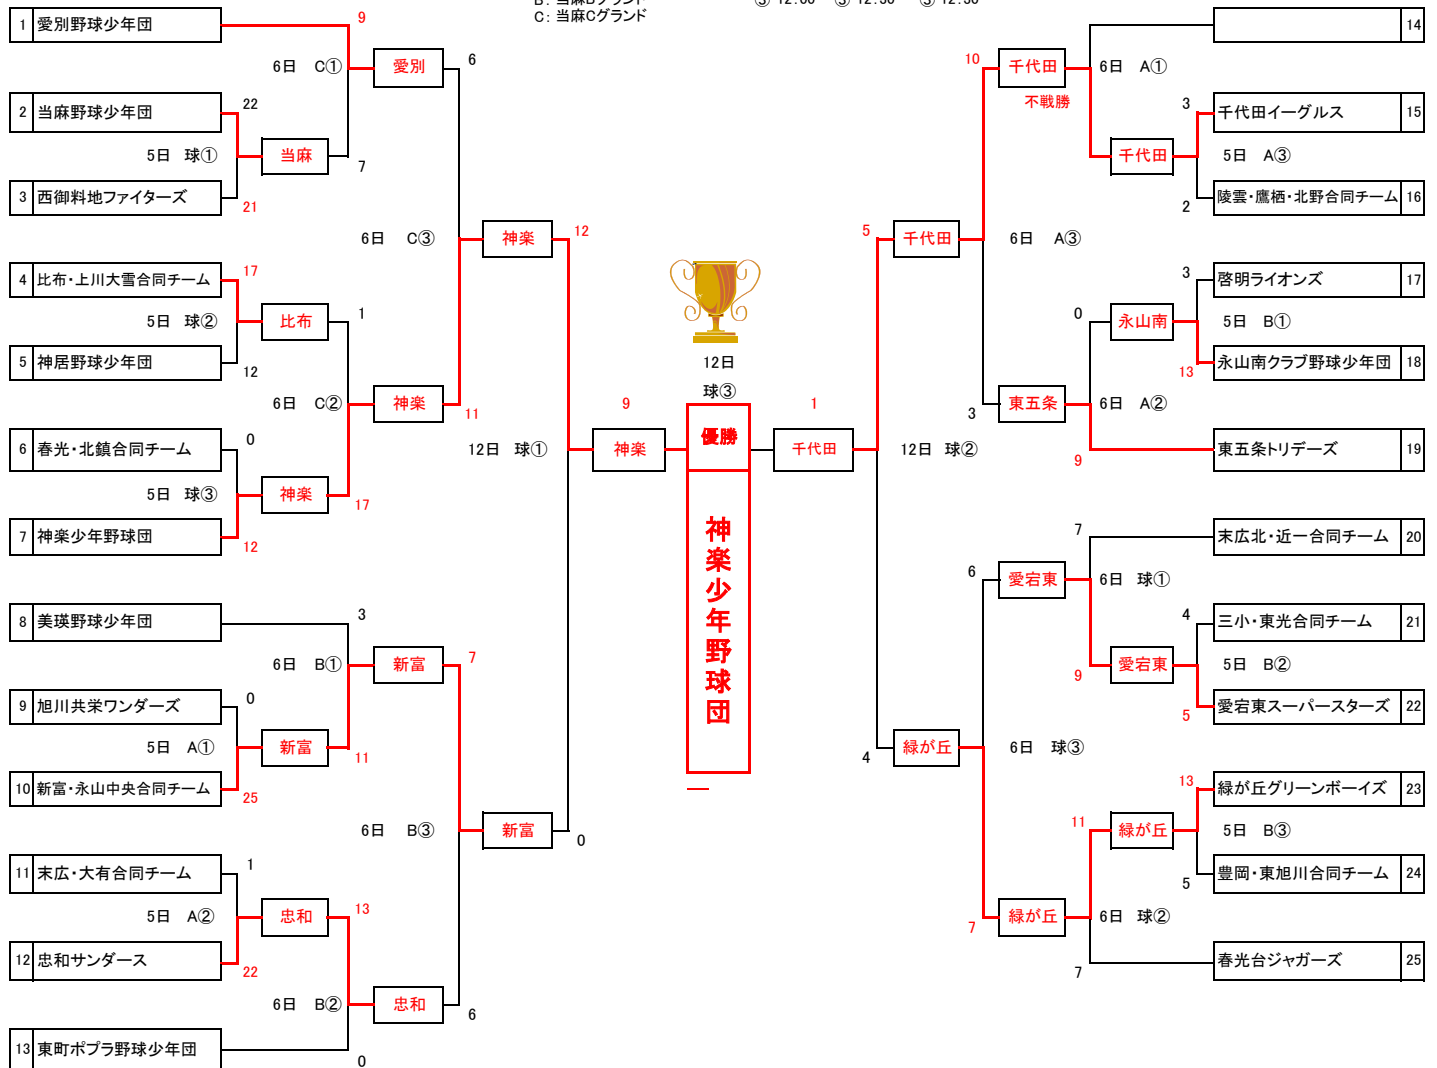 C: 当麻Cグランド
1 愛別野球少年団
9
6日 C①
愛別
6
2 当麻野球少年団
22
5日 球①
当麻
7
3 西御料地ファイターズ
21
6日 C③
神楽
12
4 比布・上川大雪合同チーム
17
5日 球②
比布
1
5 神居野球少年団
12
6日 C②
神楽
11
6 春光・北鎮合同チーム
0
5日 球③
神楽
17
7 神楽少年野球団
12
12日 球①
神楽
9
8 美瑛野球少年団
3
6日 B①
新富
7
9 旭川共栄ワンダーズ
0
5日 A①
新富
11
10 新富・永山中央合同チーム
25
6日 B③
新富
0
11 末広・大有合同チーム
1
5日 A②
忠和
13
12 忠和サンダース
22
6日 B②
忠和
6
13 東町ポプラ野球少年団
0
12日
球③
優勝
神楽少年野球団
1
千代田
12日 球②
5
千代田
6日 A③
10
千代田
不戦勝
6日 A①
14
3
千代田イーグルス 15
千代田
5日 A③
2
陵雲・鷹栖・北野合同チーム 16
3
啓明ライオンズ 17
0
永山南
5日 B①
13
永山南クラブ野球少年団 18
3
東五条
6日 A②
9
東五条トリデーズ 19
7
末広北・近一合同チーム 20
6
愛宕東
6日 球①
4
三小・東光合同チーム 21
9
愛宕東
5日 B②
5
愛宕東スーパースターズ 22
4
緑が丘
6日 球③
13
緑が丘グリーンボーイズ 23
11
緑が丘
5日 B③
5
豊岡・東旭川合同チーム 24
7
緑が丘
6日 球②
7
春光台ジャガーズ 25